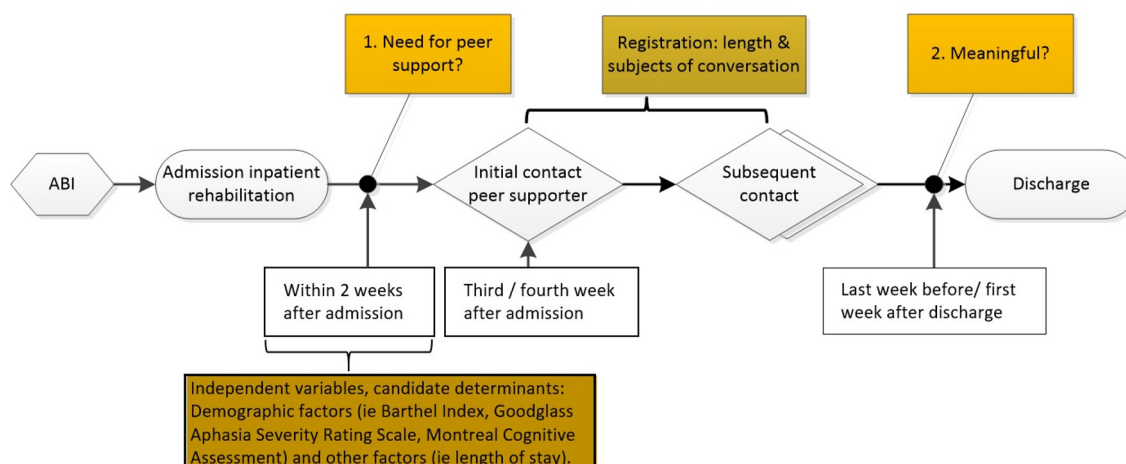 1. Need for peer
support?
Registration: length &
subjects of conversation
2. Meaningful?
ABI
Admission inpatient
rehabilitation
Initial contact
peer supporter
Subsequent
contact
Discharge
Within 2 weeks
after admission
Third / fourth week
after admission
Last week before/ first
week after discharge
Independent variables, candidate determinants:
Demographic factors (ie Barthel Index, Goodglass
Aphasia Severity Rating Scale, Montreal Cognitive
Assessment) and other factors (ie length of stay).